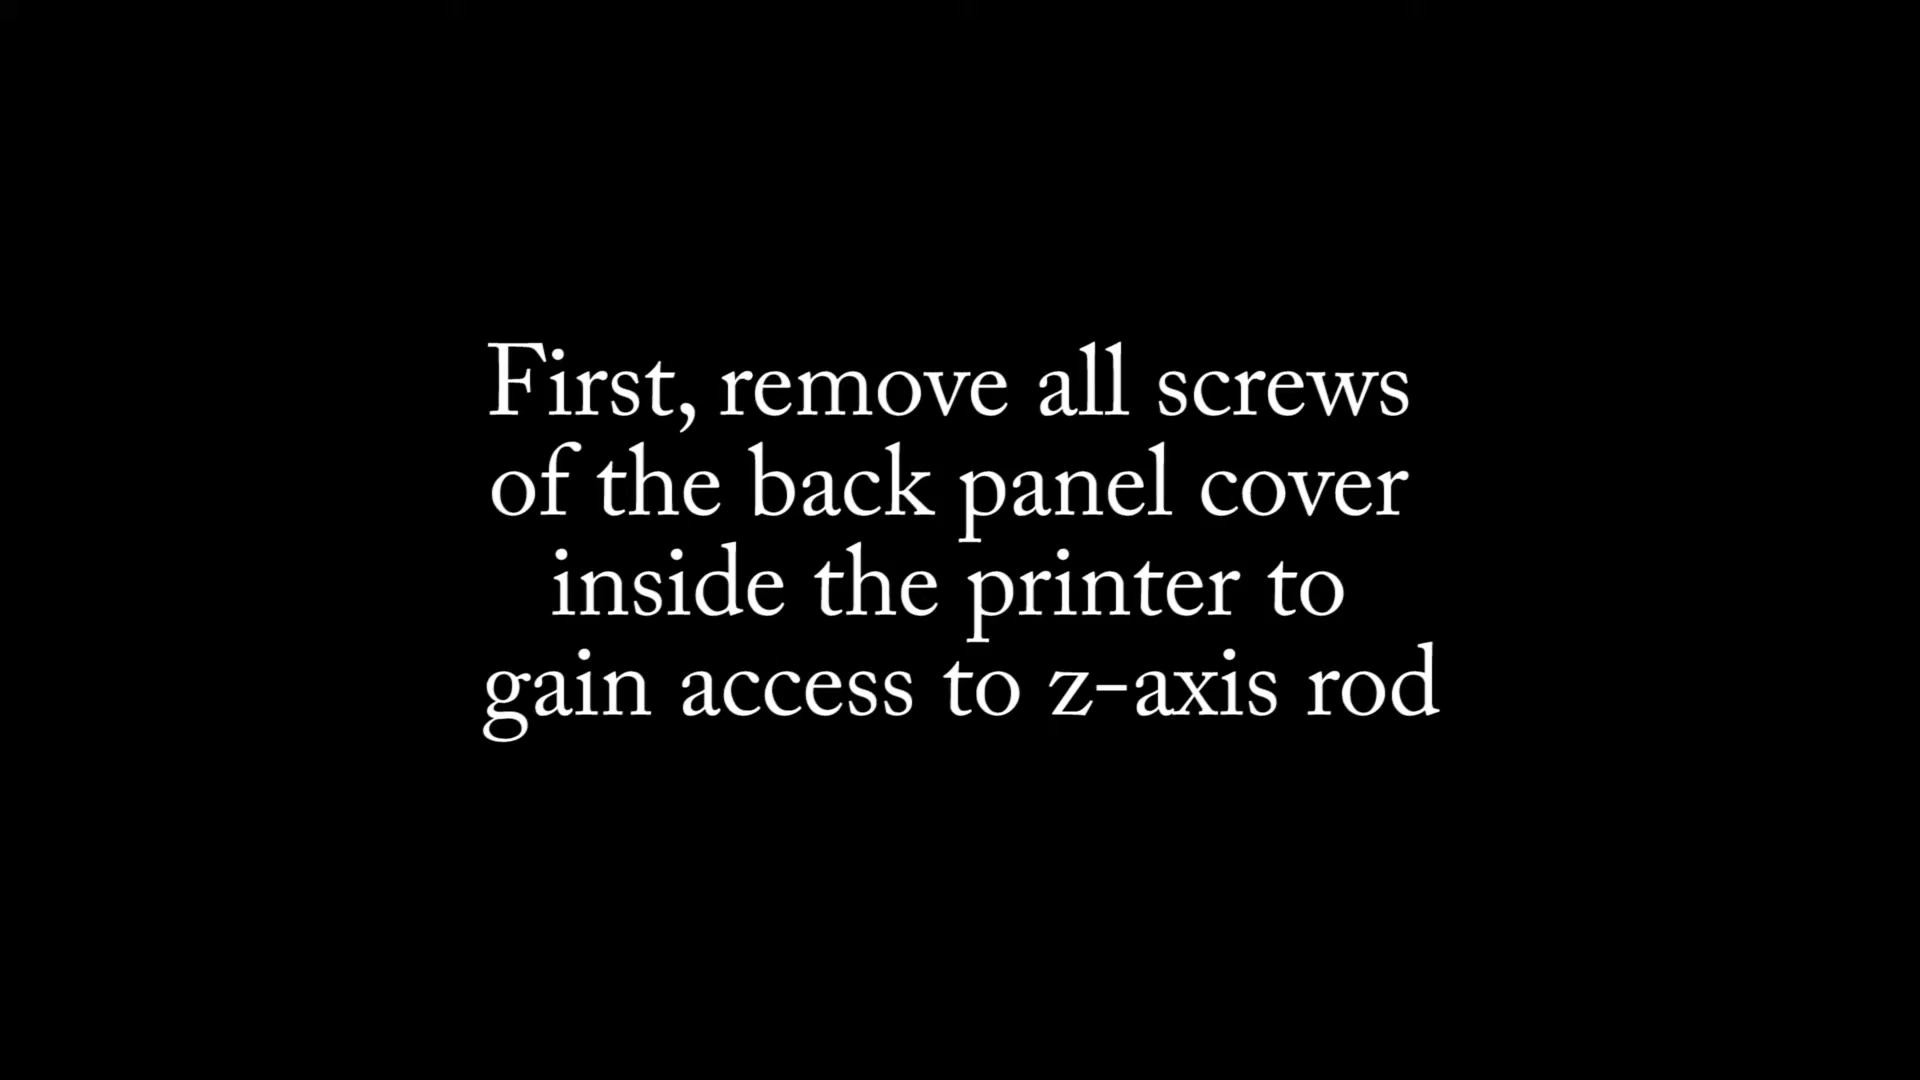 First, remove all screws
of the back panel cover
inside the printer to
gain access to z-axis rod